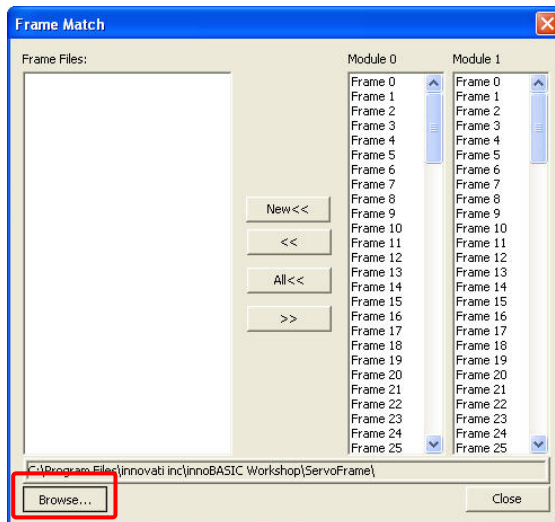 Frame Match
Frame Files:
Module 0
Module 1
Frame 0
Frame 1
Frame 2
Frame 3
Frame 4
Frame 5
Frame 6
Frame 7
Frame 8
Frame 9
Frame 10
Frame 11
Frame 12
Frame 13
Frame 14
Frame 15
Frame 16
Frame 17
Frame 18
Frame 19
Frame 20
Frame 21
Frame 22
Frame 23
Frame 24
Frame 25
Frame 0
Frame 1
Frame 2
Frame 3
Frame 4
Frame 5
Frame 6
Frame 7
Frame 8
Frame 9
Frame 10
Frame 11
Frame 12
Frame 13
Frame 14
Frame 15
Frame 16
Frame 17
Frame 18
Frame 19
Frame 20
Frame 21
Frame 22
Frame 23
Frame 24
Frame 25
New<<
<<
All<<
>>
C:\Program Files\innovati inc\innoBASIC Workshop\ServoFrame\
Browse...
Close